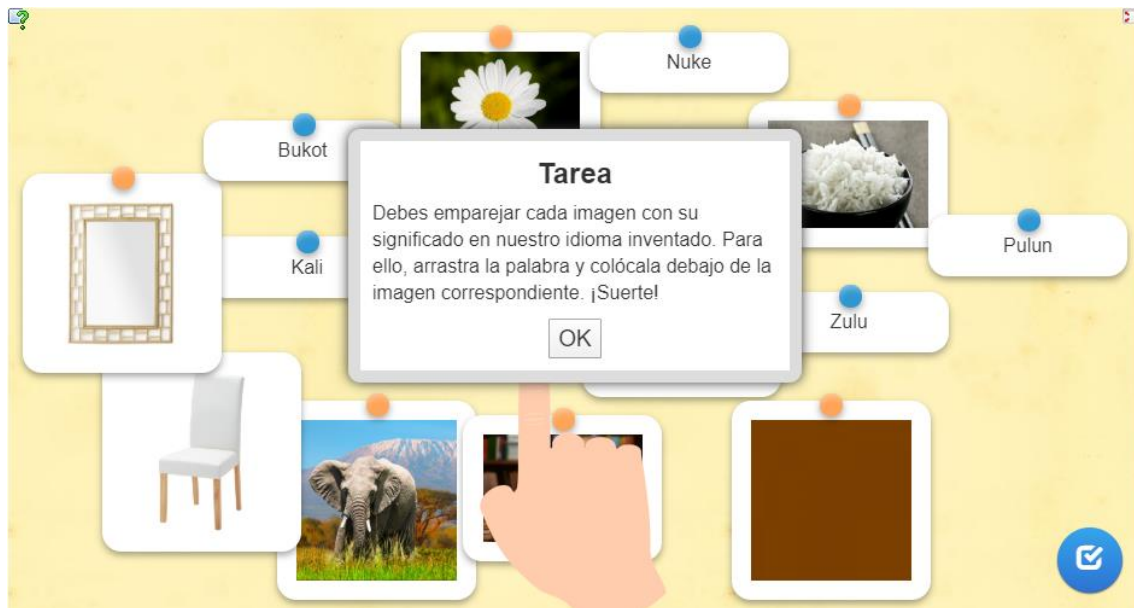 Nuke
Bukot
Tarea
Debes emparejar cada imagen con su
significado en nuestro idioma inventado. Para
ello, arrastra la palabra y colócala debajo de la
imagen correspondiente. ¡Suerte!
OK
Kali
Pulun
Zulu